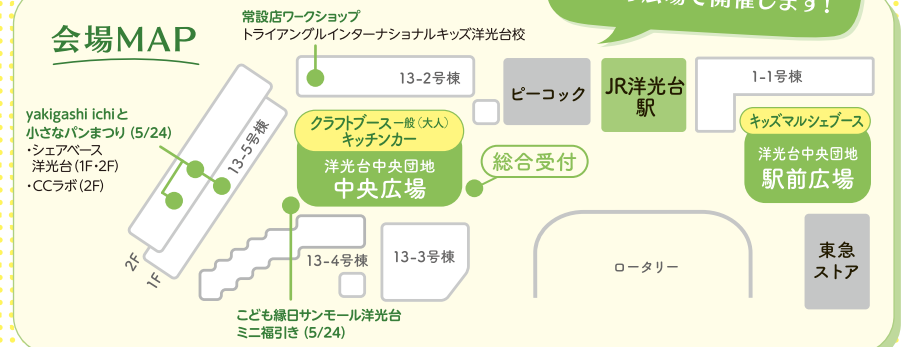 の広場で開催します!
会場MAP
常設店ワークショップ
トライアングルインターナショナルキッズ洋光台校
13-2号棟
ピーコック
JR洋光台
駅
1-1号棟
yakigashi ichiと
小さなパンまつり(5/24)
・シェアベース
洋光台(1F・2F)
・CCラボ(2F)
13-5号棟
2F
1F
クラフトブース一般(大人)
キッチンカー
洋光台中央団地
中央広場
総合受付
キッズマルシェブース
洋光台中央団地
駅前広場
13-4号棟
13-3号棟
ロータリー
東急
ストア
こども縁日サンモール洋光台
ミニ福引き(5/24)